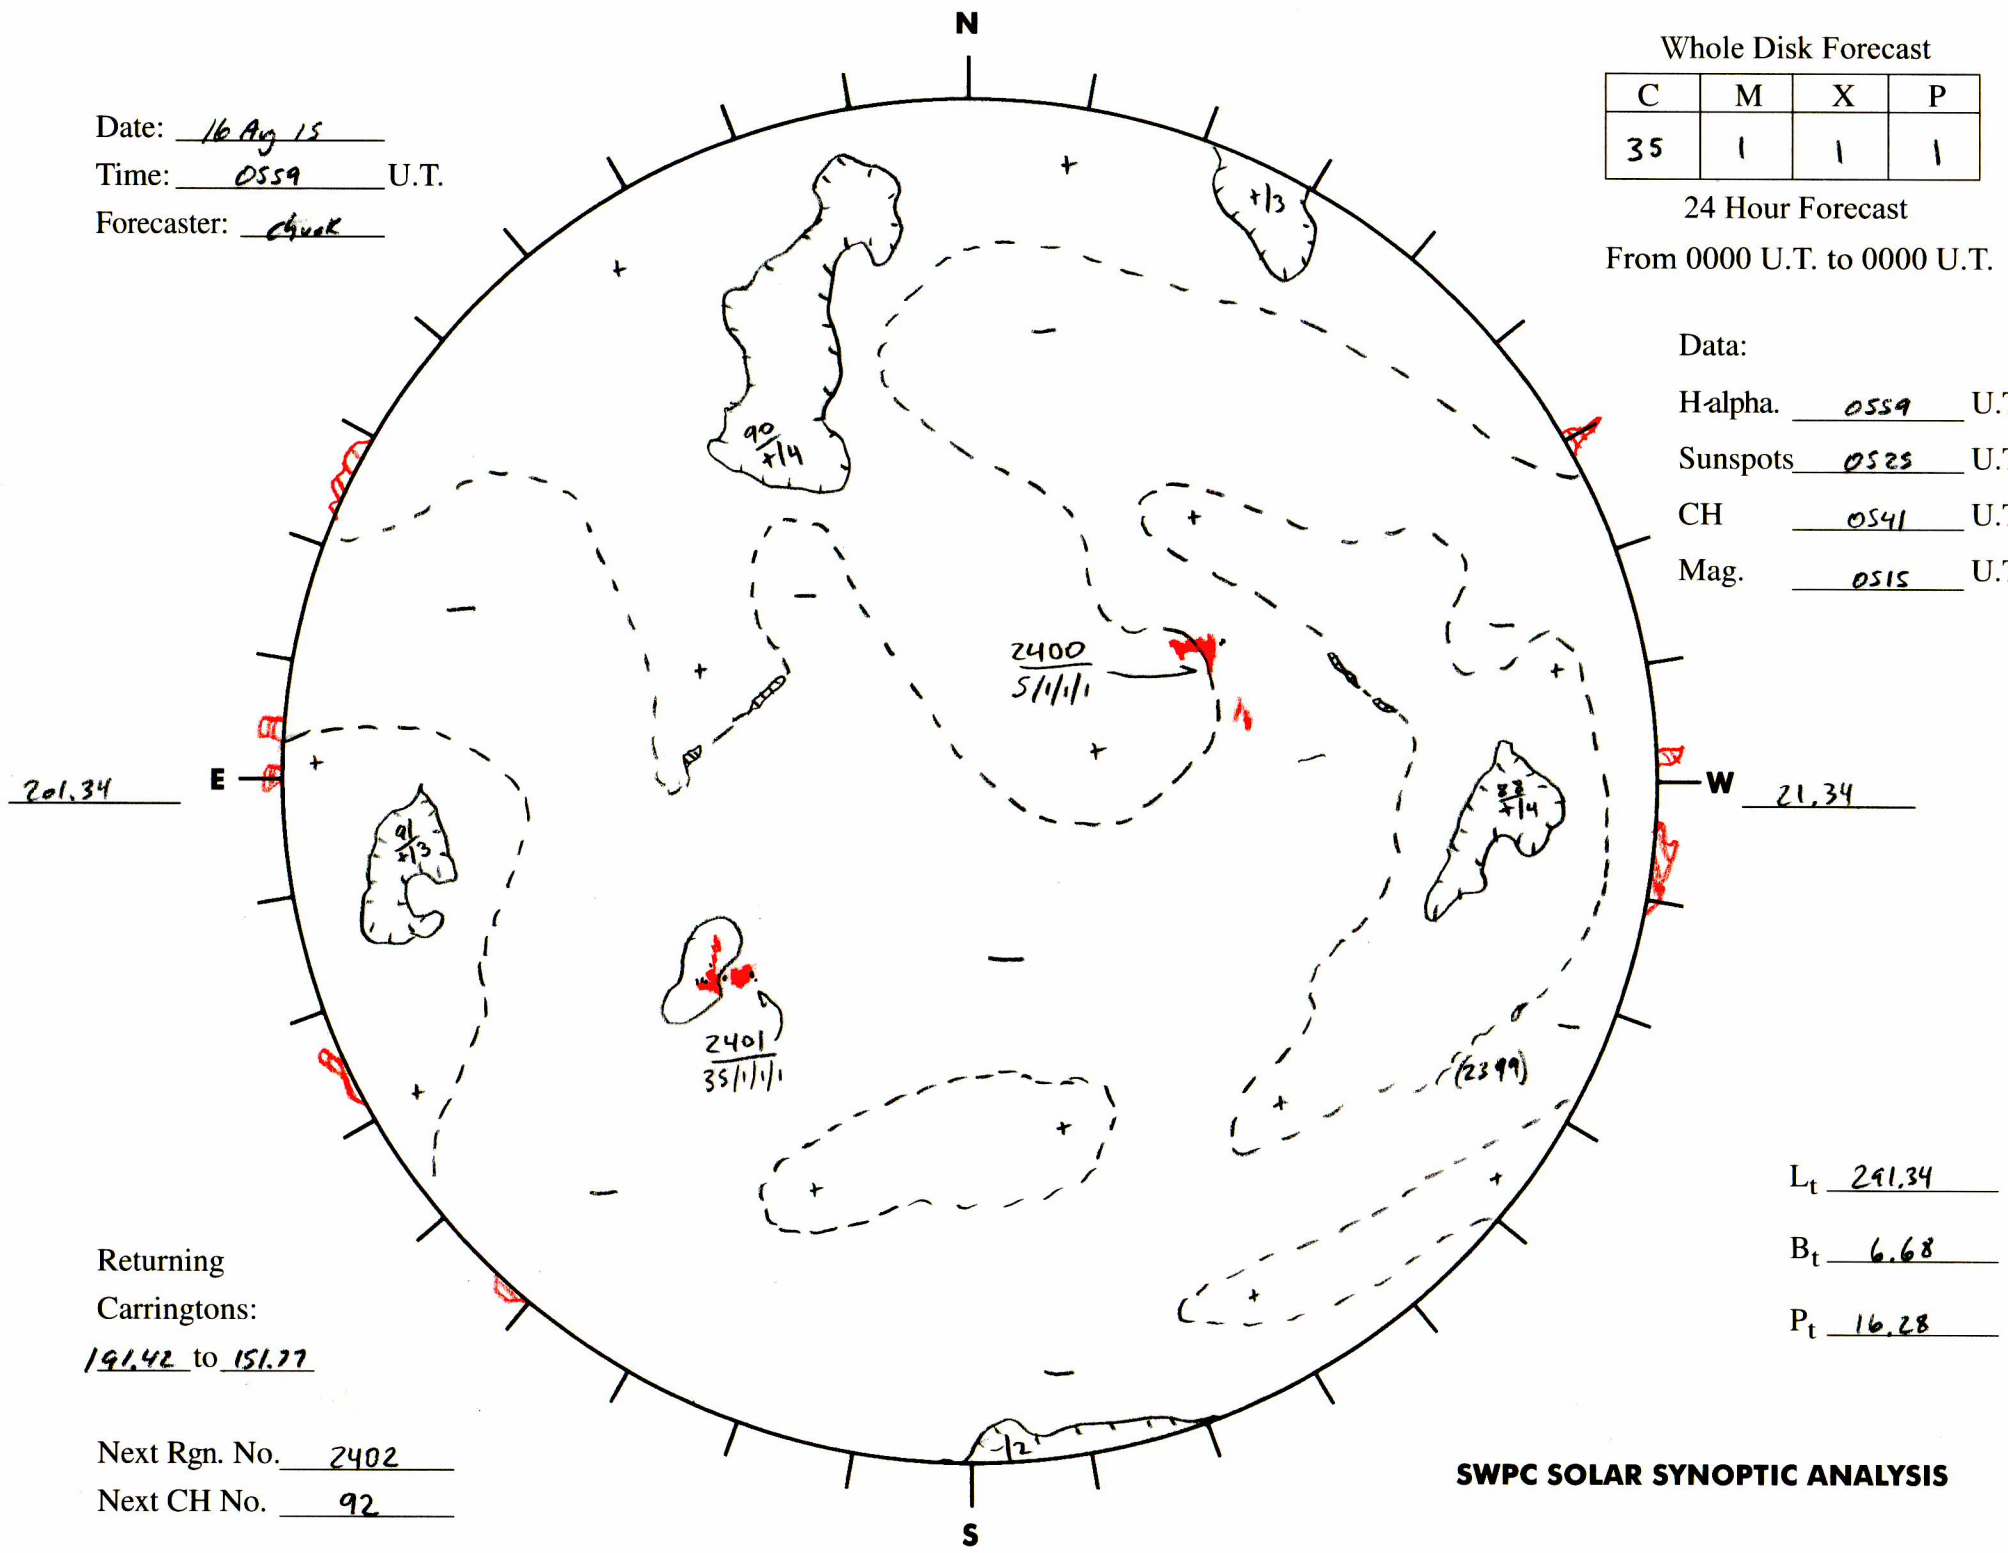 N
Whole Disk Forecast
C M X P
35 1 1 1
24 Hour Forecast
From 0000 U.T. to 0000 U.T.
Date: 16 Aug 15
Time: 0559 U.T.
Forecaster:
Data:
H-alpha. 0559 U.T
Sunspots 0525 U.T
CH 0541 U.T
Mag. 0515 U.T
+/3
90
+/4
2400
5/1/1/1
E
201.34
W
21.34
88
+/4
91
+/3
2401
35/1/1/1
(2399)
Lt 291.34
Bt 6.68
Pt 16.28
Returning
Carringtons:
191.42 to 151.77
-/2
Next Rgn. No. 2402
Next CH No. 92
SWPC SOLAR SYNOPTIC ANALYSIS
S